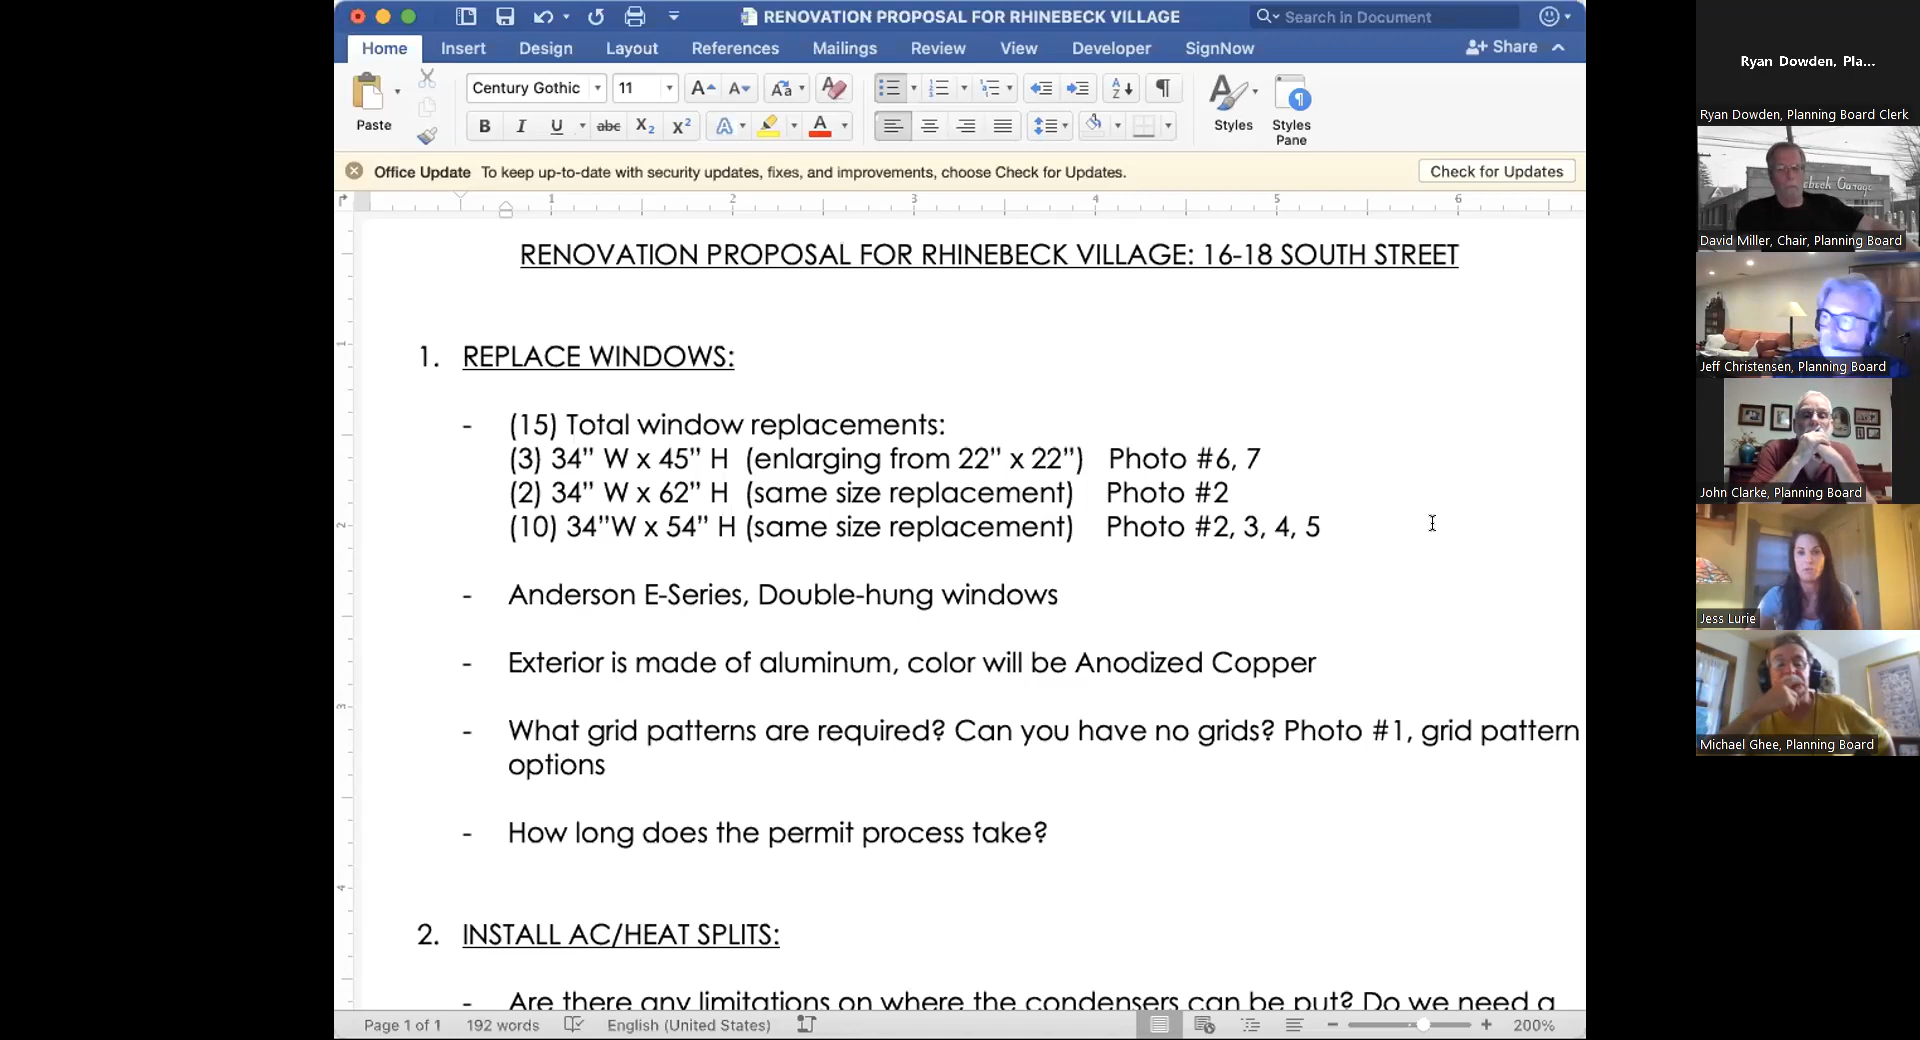 RENOVATION PROPOSAL FOR RHINEBECK VILLAGE
Search in Document
Home Insert Design Layout References Mailings Review View Developer SignNow Share
Paste
Century Gothic 11
Styles
Styles Pane
Office Update To keep up-to-date with security updates, fixes, and improvements, choose Check for Updates. Check for Updates
1 2 3 4 5 6
RENOVATION PROPOSAL FOR RHINEBECK VILLAGE: 16-18 SOUTH STREET
1. REPLACE WINDOWS:
- (15) Total window replacements:
(3) 34” W x 45” H (enlarging from 22” x 22”) Photo #6, 7
(2) 34” W x 62” H (same size replacement) Photo #2
(10) 34”W x 54” H (same size replacement) Photo #2, 3, 4, 5
- Anderson E-Series, Double-hung windows
- Exterior is made of aluminum, color will be Anodized Copper
- What grid patterns are required? Can you have no grids? Photo #1, grid pattern
options
- How long does the permit process take?
2. INSTALL AC/HEAT SPLITS:
- Are there any limitations on where the condensers can be put? Do we need a
Page 1 of 1 192 words English (United States) 200%
Ryan Dowden, Pla...
Ryan Dowden, Planning Board Clerk
ebeck Garage
David Miller, Chair, Planning Board
Jeff Christensen, Planning Board
John Clarke, Planning Board
Jess Lurie
Michael Ghee, Planning Board